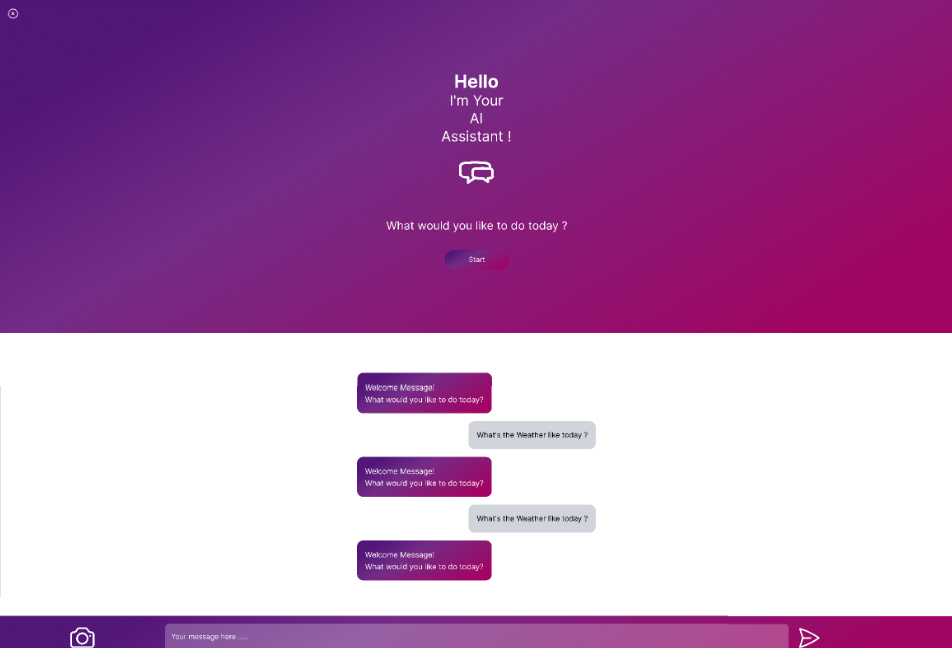 Hello
I'm Your
AI
Assistant !
What would you like to do today ?
Start
Welcome Message!
What would you like to do today?
What's the Weather like today ?
Welcome Message!
What would you like to do today?
What's the Weather like today ?
Welcome Message!
What would you like to do today?
Your message here .....